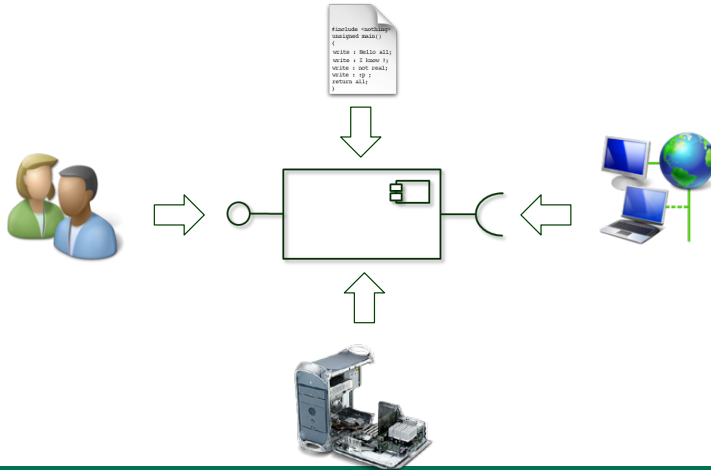 #include <nothing>
unsigned main()
{
write : Hello all;
write : I know !;
write : not real;
write : :p ;
return all;
}